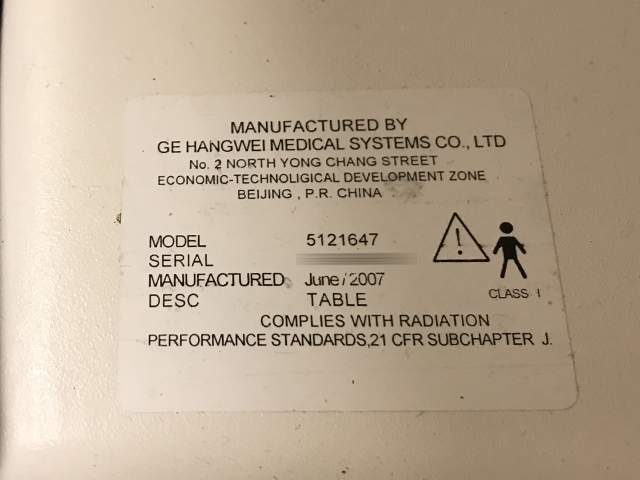 MANUFACTURED BY
GE HANGWEI MEDICAL SYSTEMS CO., LTD
No. 2 NORTH YONG CHANG STREET
ECONOMIC-TECHNOLIGICAL DEVELOPMENT ZONE
BEIJING , P.R. CHINA
MODEL 5121647
SERIAL
MANUFACTURED June / 2007
DESC TABLE
CLASS I
COMPLIES WITH RADIATION
PERFORMANCE STANDARDS,21 CFR SUBCHAPTER J.